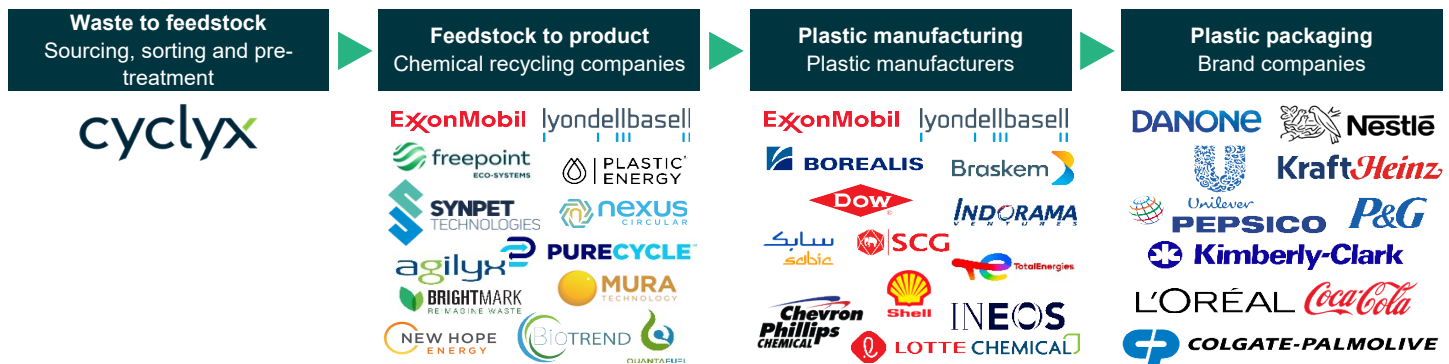 Waste to feedstock
Sourcing, sorting and pre-
treatment
Feedstock to product
Chemical recycling companies
Plastic manufacturing
Plastic manufacturers
Plastic packaging
Brand companies
cyclyx
ExxonMobil
lyondellbasell
freepoint
ECO-SYSTEMS
PLASTIC
ENERGY
SYNPET
TECHNOLOGIES
nexus
CIRCULAR
agilyx
PURECYCLE
BRIGHTMARK
REIMAGINE WASTE
MURA
TECHNOLOGY
NEW HOPE
ENERGY
BIOTREND
QUANTAFUEL
ExxonMobil
lyondellbasell
BOREALIS
Braskem
DOW
INDORAMA
VENTURES
سابك
sabic
SCG
TotalEnergies
Chevron
Phillips
CHEMICAL
Shell
INEOS
LOTTE CHEMICAL
DANONE
Nestlé
Unilever
KraftHeinz
PEPSICO
P&G
Kimberly-Clark
L'ORÉAL
Coca-Cola
CP
COLGATE-PALMOLIVE